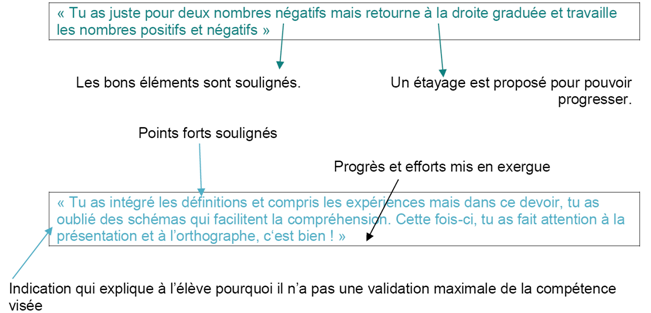 « Tu as juste pour deux nombres négatifs mais retourne à la droite graduée et travaille
les nombres positifs et négatifs »
Les bons éléments sont soulignés.
Un étayage est proposé pour pouvoir
progresser.
Points forts soulignés
Progrès et efforts mis en exergue
« Tu as intégré les définitions et compris les expériences mais dans ce devoir, tu as
oublié des schémas qui facilitent la compréhension. Cette fois-ci, tu as fait attention à la
présentation et à l'orthographe, c'est bien ! »
Indication qui explique à l'élève pourquoi il n'a pas une validation maximale de la compétence
visée